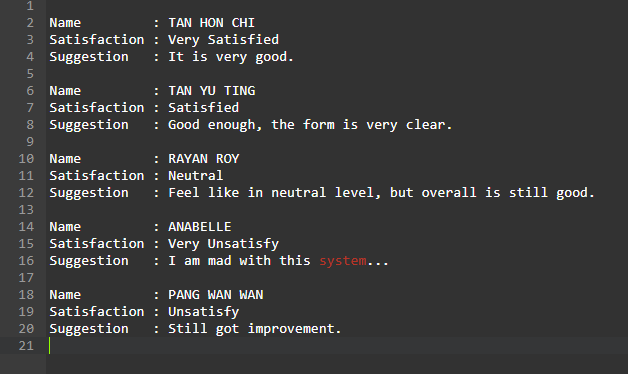 1
2 Name         : TAN HON CHI
3 Satisfaction : Very Satisfied
4 Suggestion   : It is very good.
5
6 Name         : TAN YU TING
7 Satisfaction : Satisfied
8 Suggestion   : Good enough, the form is very clear.
9
10 Name         : RAYAN ROY
11 Satisfaction : Neutral
12 Suggestion   : Feel like in neutral level, but overall is still good.
13
14 Name         : ANABELLE
15 Satisfaction : Very Unsatisfy
16 Suggestion   : I am mad with this system...
17
18 Name         : PANG WAN WAN
19 Satisfaction : Unsatisfy
20 Suggestion   : Still got improvement.
21